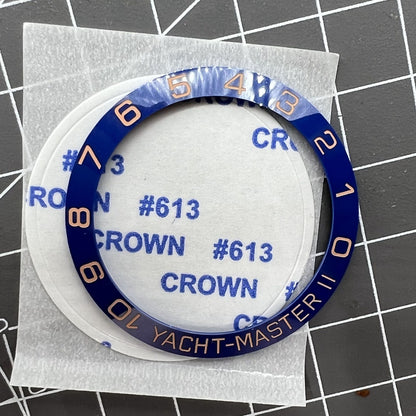 10 9 8 7 6 5 4 3 2 1 0
YACHT-MASTER II
CROWN
#613
CROWN
CROWN #613
CROWN #613
CROWN